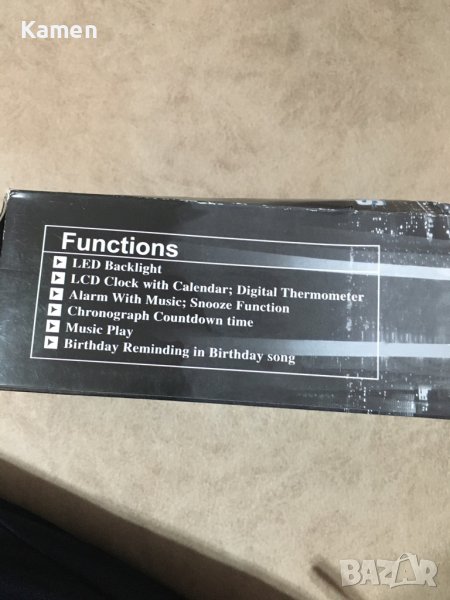 Kamen
Functions
LED Backlight
LCD Clock with Calendar; Digital Thermometer
Alarm With Music; Snooze Function
Chronograph Countdown time
Music Play
Birthday Reminding in Birthday song
BAZAR